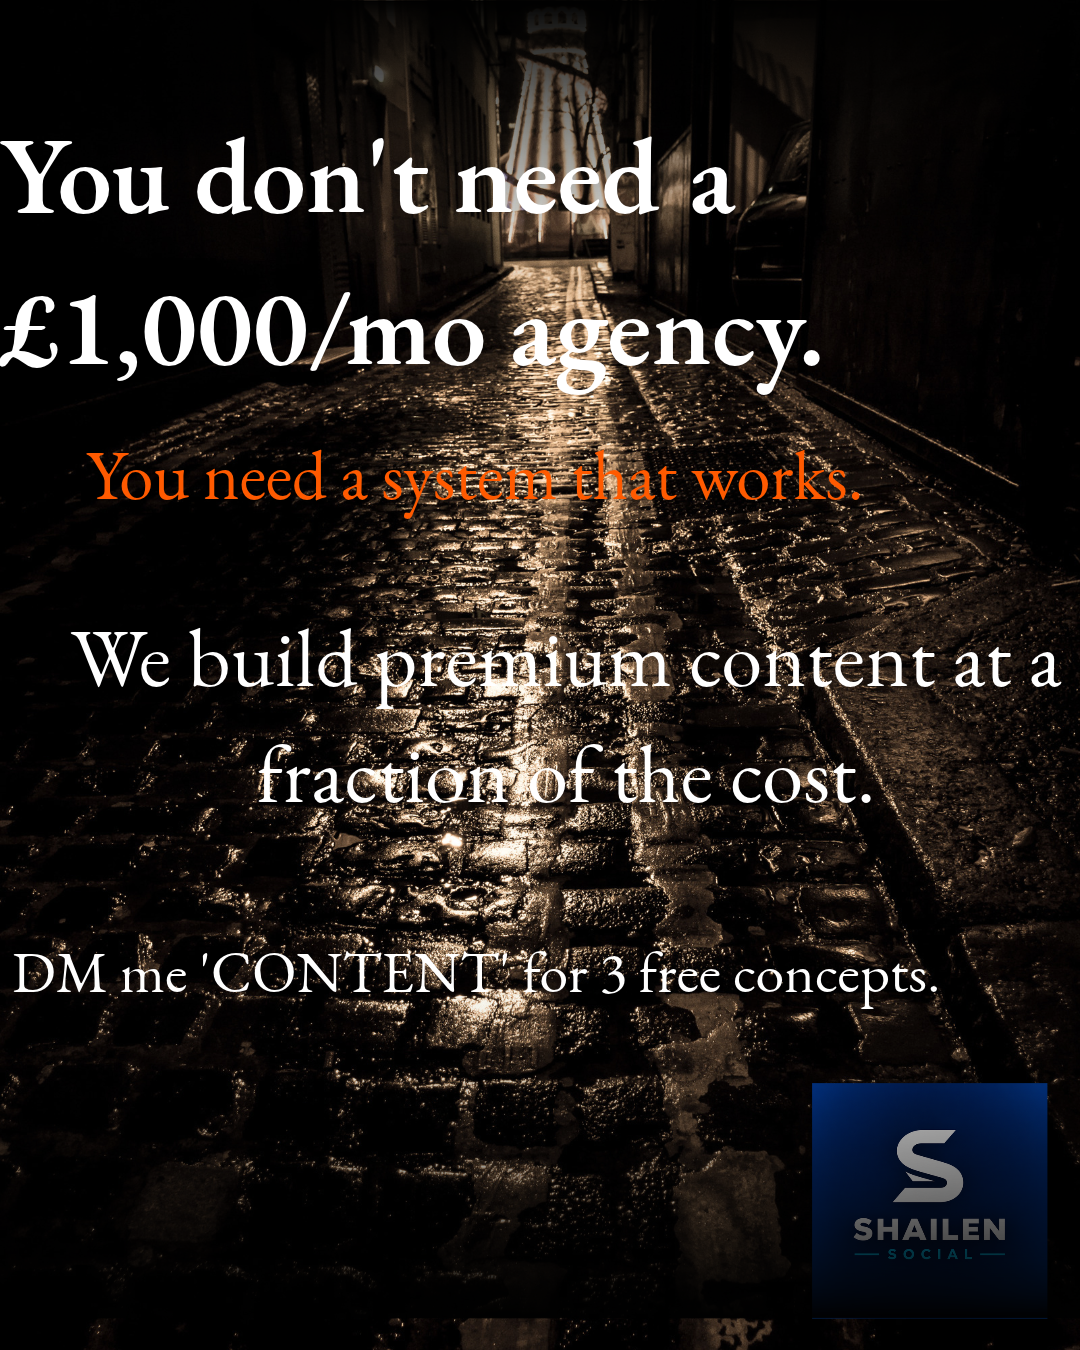 You don't need a
£1,000/mo agency.
You need a system that works.
We build premium content at a
fraction of the cost.
DM me 'CONTENT' for 3 free concepts.
SHAILEN
SOCIAL